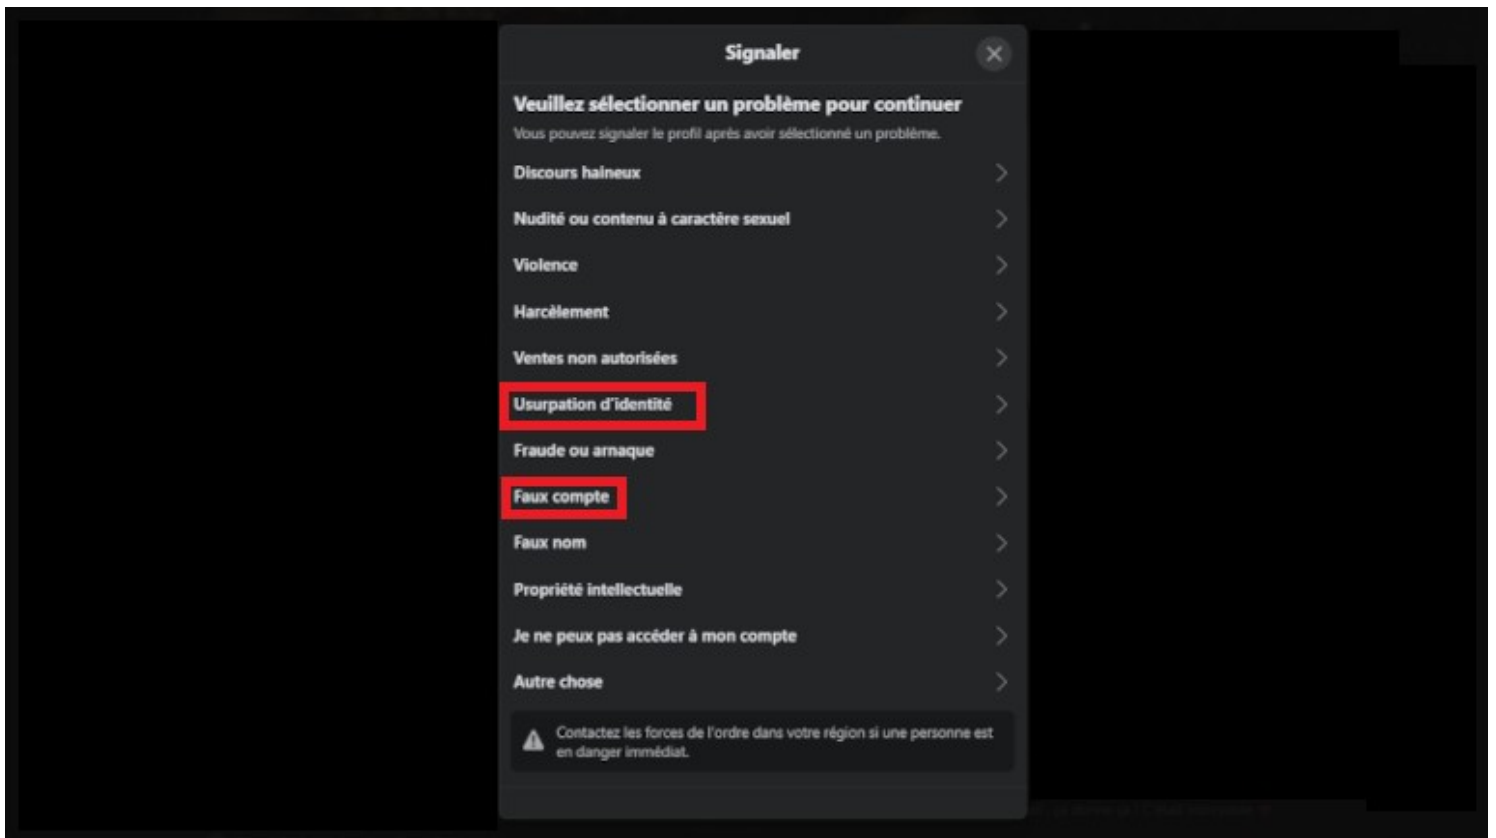 Signaler
Veuillez sélectionner un problème pour continuer
Vous pouvez signaler le profil après avoir sélectionné un problème.
Discours haineux
Nudité ou contenu à caractère sexuel
Violence
Harcèlement
Ventes non autorisées
Usurpation d'identité
Fraude ou arnaque
Faux compte
Faux nom
Propriété intellectuelle
Je ne peux pas accéder à mon compte
Autre chose
Contactez les forces de l'ordre dans votre région si une personne est
en danger immédiat.